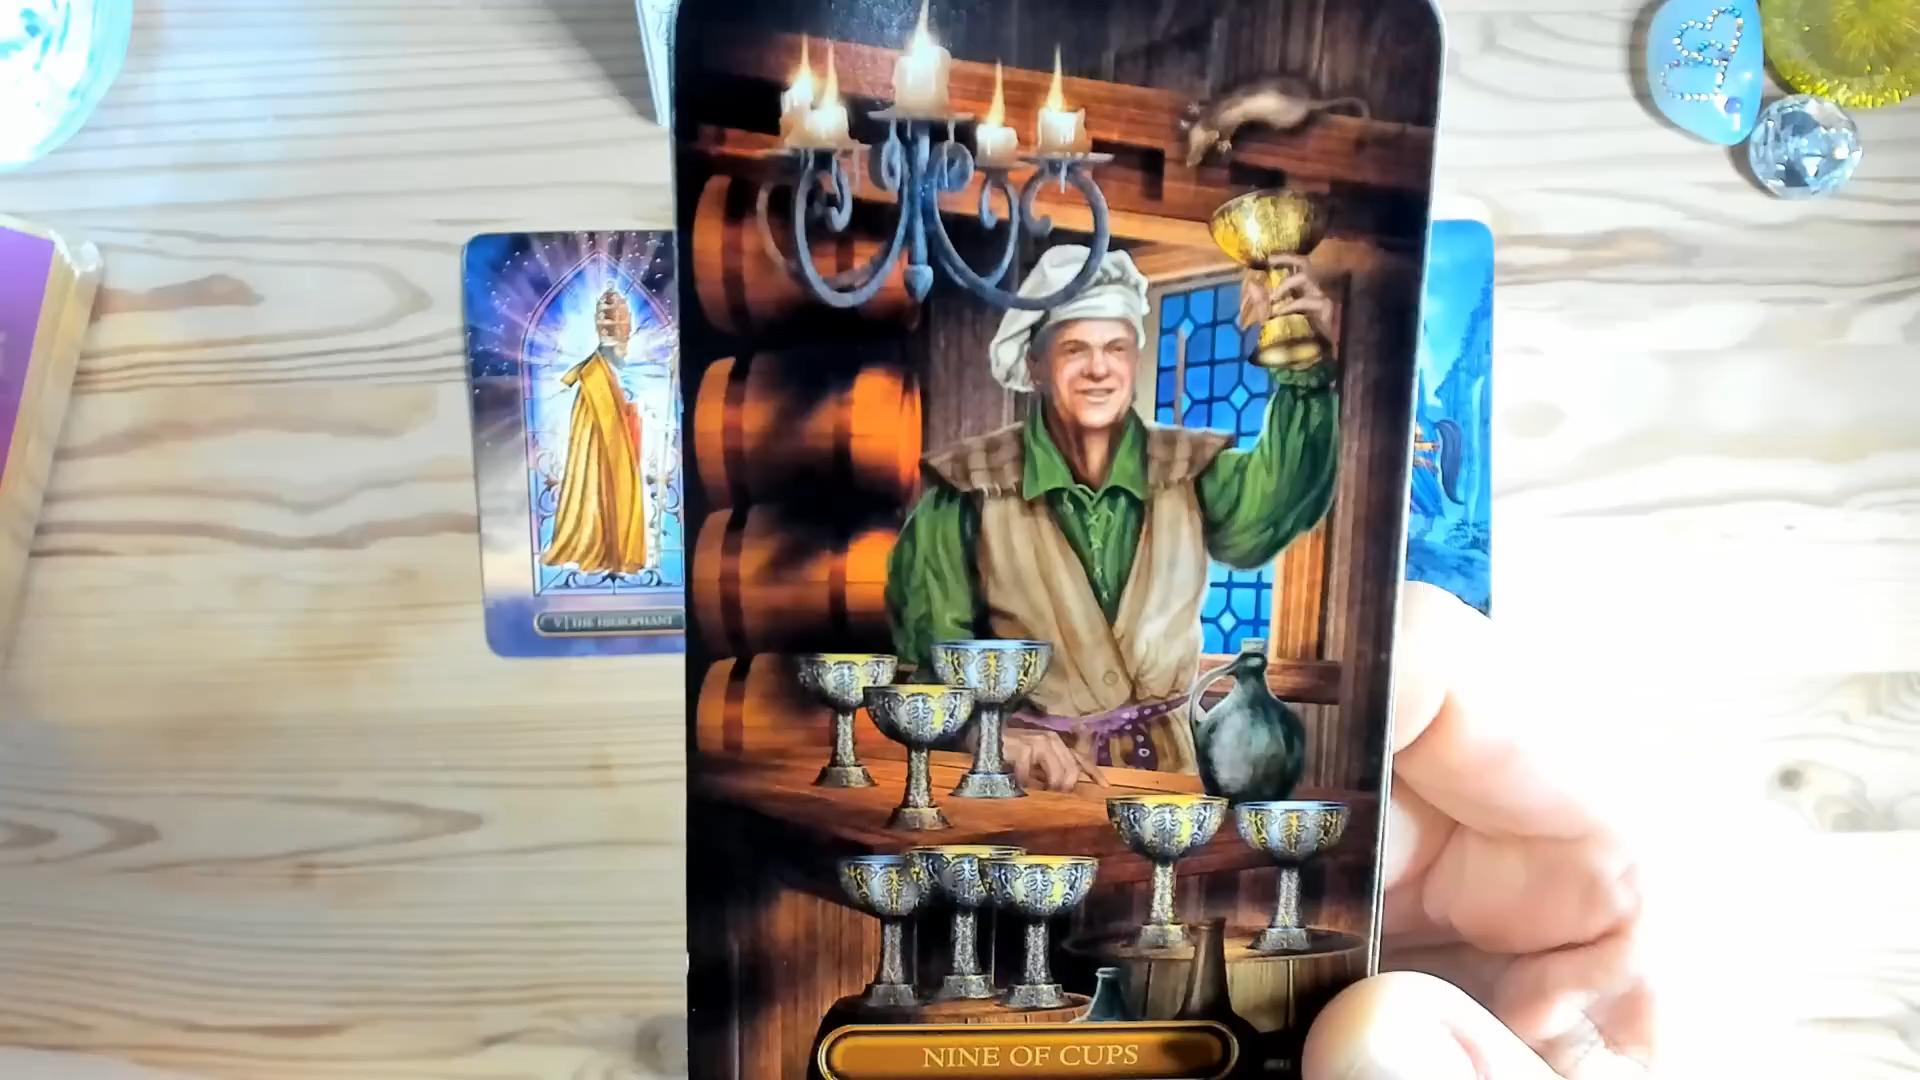 V | THE HIEROPHANT
NINE OF CUPS